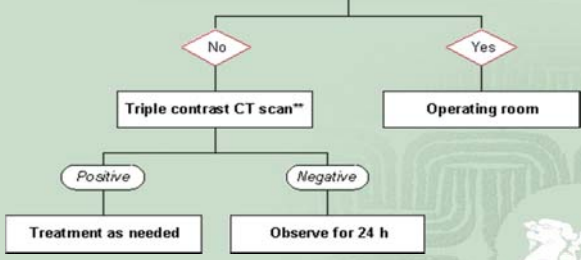 No
Yes
Triple contrast CT scan**
Operating room
Positive
Negative
Treatment as needed
Observe for 24 h